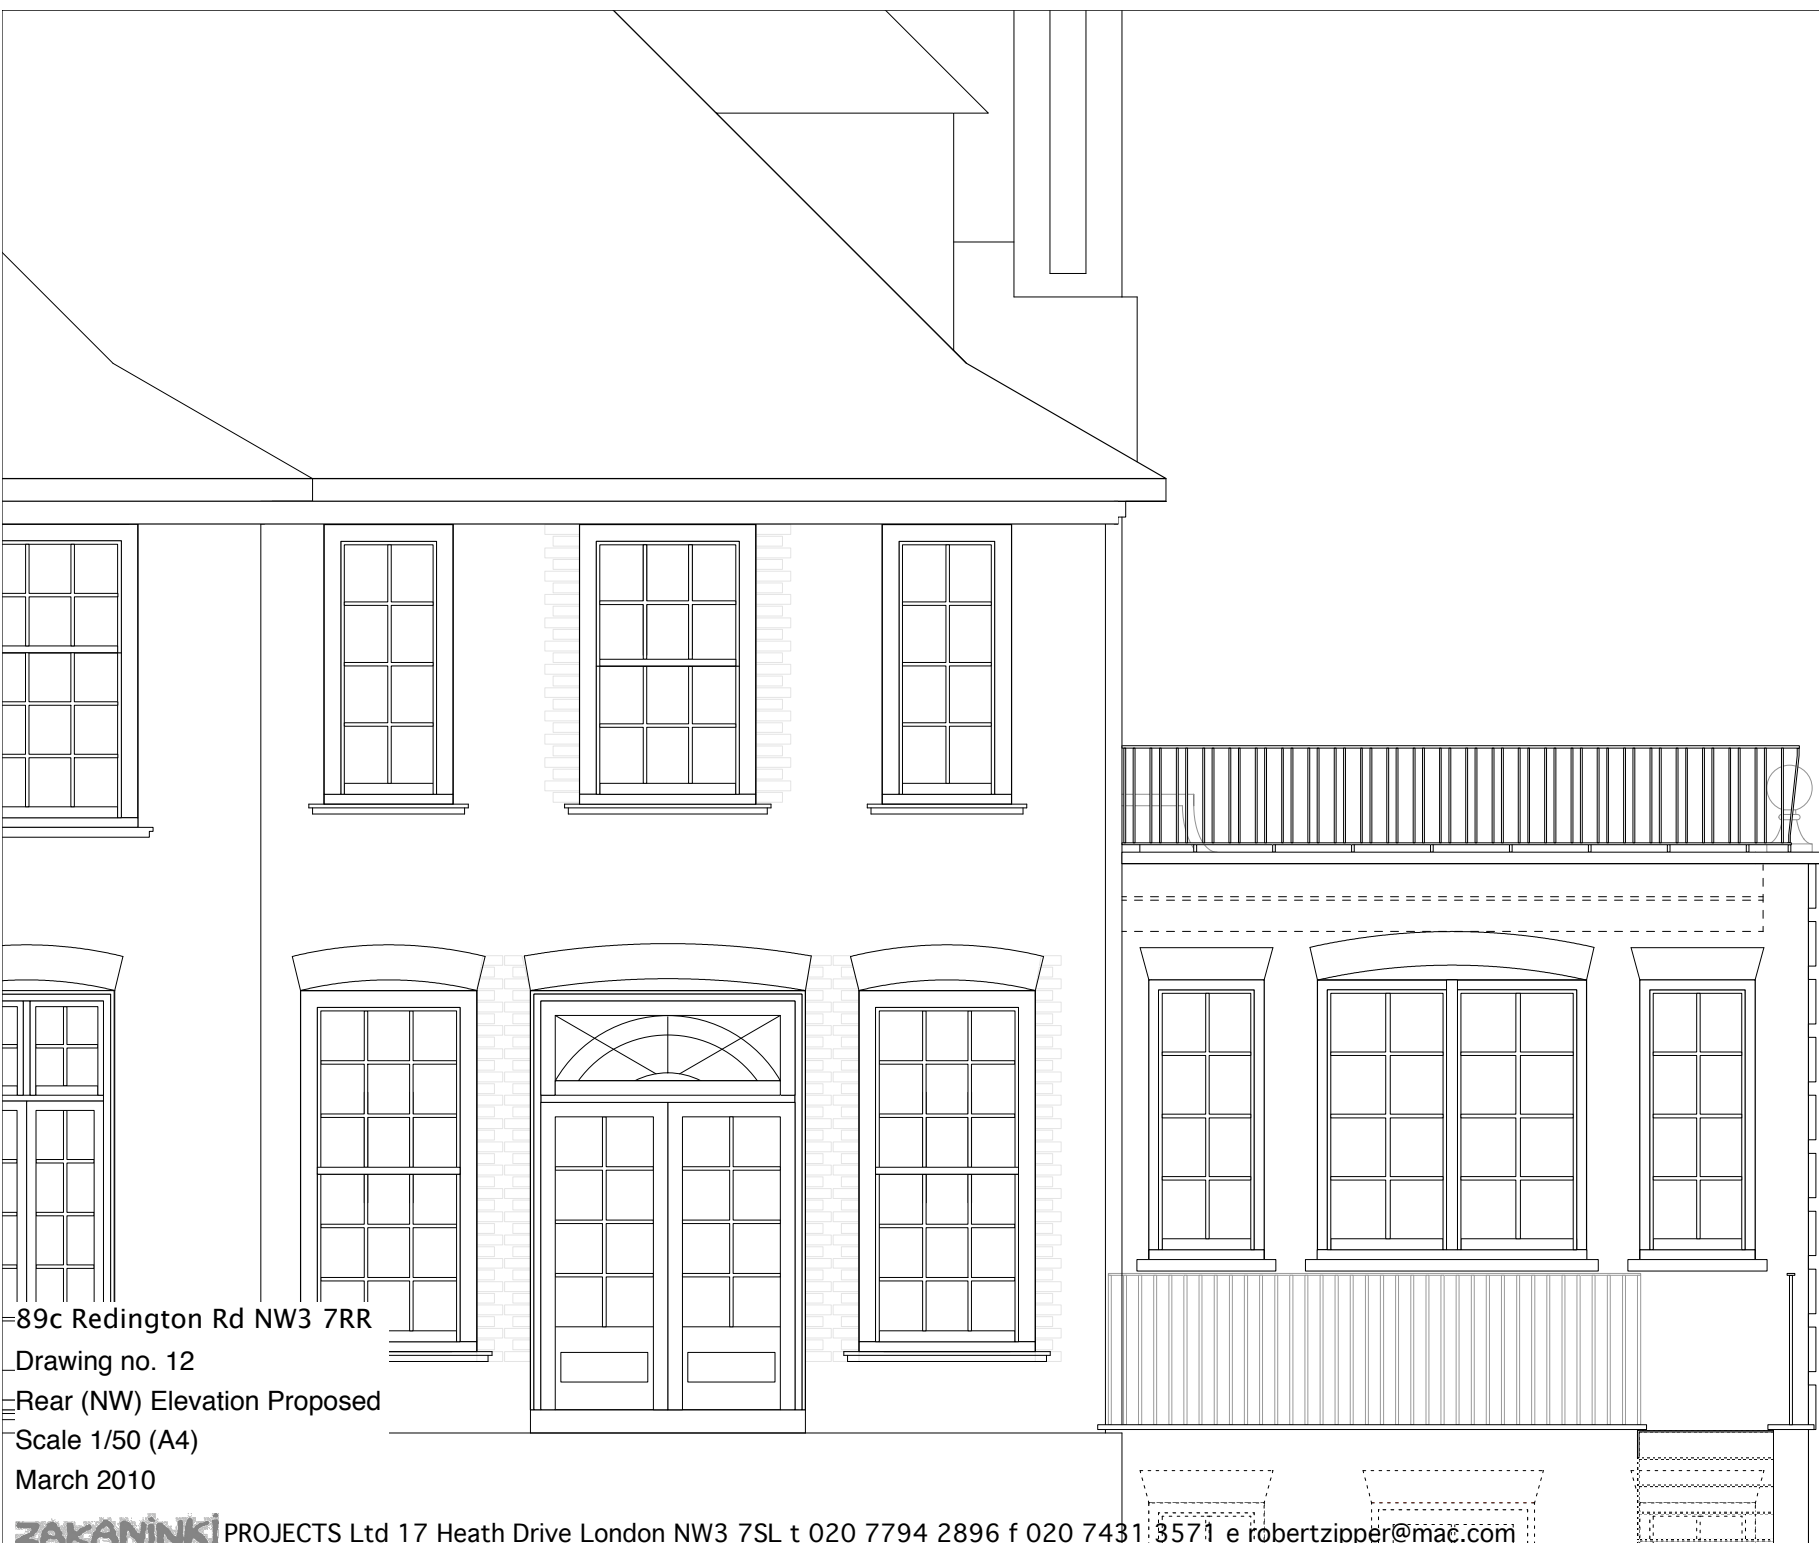 89c Redington Rd NW3 7RR
Drawing no. 12
Rear (NW) Elevation Proposed
Scale 1/50 (A4)
March 2010
ZAKANINKI PROJECTS Ltd 17 Heath Drive London NW3 7SL t 020 7794 2896 f 020 7431 3571 e robertzipper@mac.com